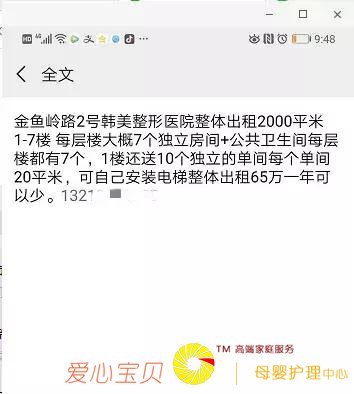 HD 4G 9:48
全文
金鱼岭路2号韩美整形医院整体出租2000平米
1-7楼 每层楼大概7个独立房间+公共卫生间每层
楼都有7个，1楼还送10个独立的单间每个单间
20平米，可自己安装电梯整体出租65万一年可
以少。13212
TM 高端家庭服务
爱心宝贝
母婴护理中心